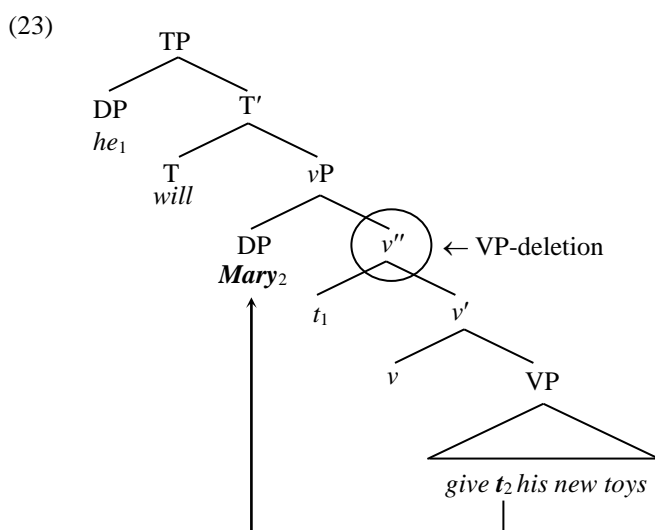 (23)
TP
DP T′
he1
T vP
will
DP v″ ← VP-deletion
Mary2
t1 v′
v VP
give t2 his new toys